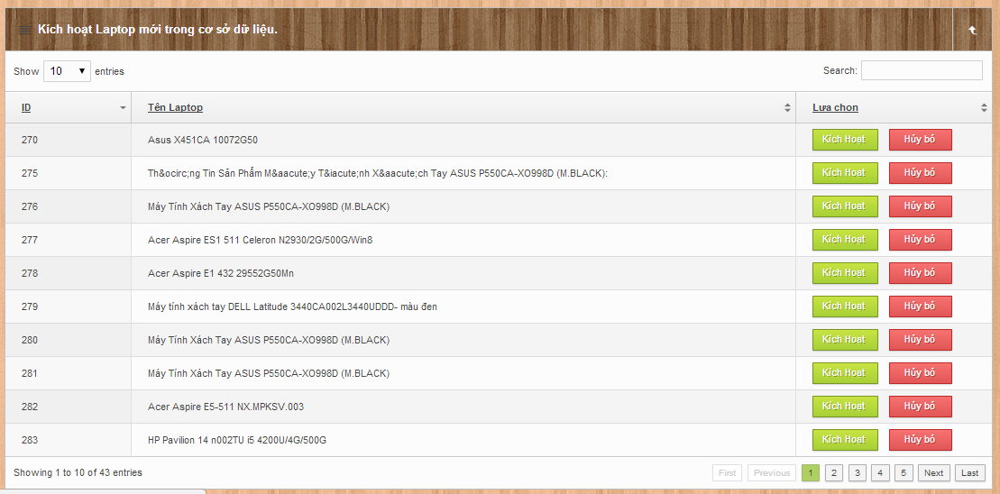 Kích hoạt Laptop mới trong cơ sở dữ liệu.
Show 10 entries Search:
ID Tên Laptop Lưa chon
270 Asus X451CA 10072G50 Kích Hoạt Hủy bỏ
275 Th&ocirc;ng Tin Sản Phẩm M&aacute;y T&iacute;nh X&aacute;ch Tay ASUS P550CA-XO998D (M.BLACK): Kích Hoạt Hủy bỏ
276 Máy Tính Xách Tay ASUS P550CA-XO998D (M.BLACK) Kích Hoạt Hủy bỏ
277 Acer Aspire ES1 511 Celeron N2930/2G/500G/Win8 Kích Hoạt Hủy bỏ
278 Acer Aspire E1 432 29552G50Mn Kích Hoạt Hủy bỏ
279 Máy tính xách tay DELL Latitude 3440CA002L3440UDDD- màu đen Kích Hoạt Hủy bỏ
280 Máy Tính Xách Tay ASUS P550CA-XO998D (M.BLACK) Kích Hoạt Hủy bỏ
281 Máy Tính Xách Tay ASUS P550CA-XO998D (M.BLACK) Kích Hoạt Hủy bỏ
282 Acer Aspire E5-511 NX.MPKSV.003 Kích Hoạt Hủy bỏ
283 HP Pavilion 14 n002TU i5 4200U/4G/500G Kích Hoạt Hủy bỏ
Showing 1 to 10 of 43 entries First Previous 1 2 3 4 5 Next Last